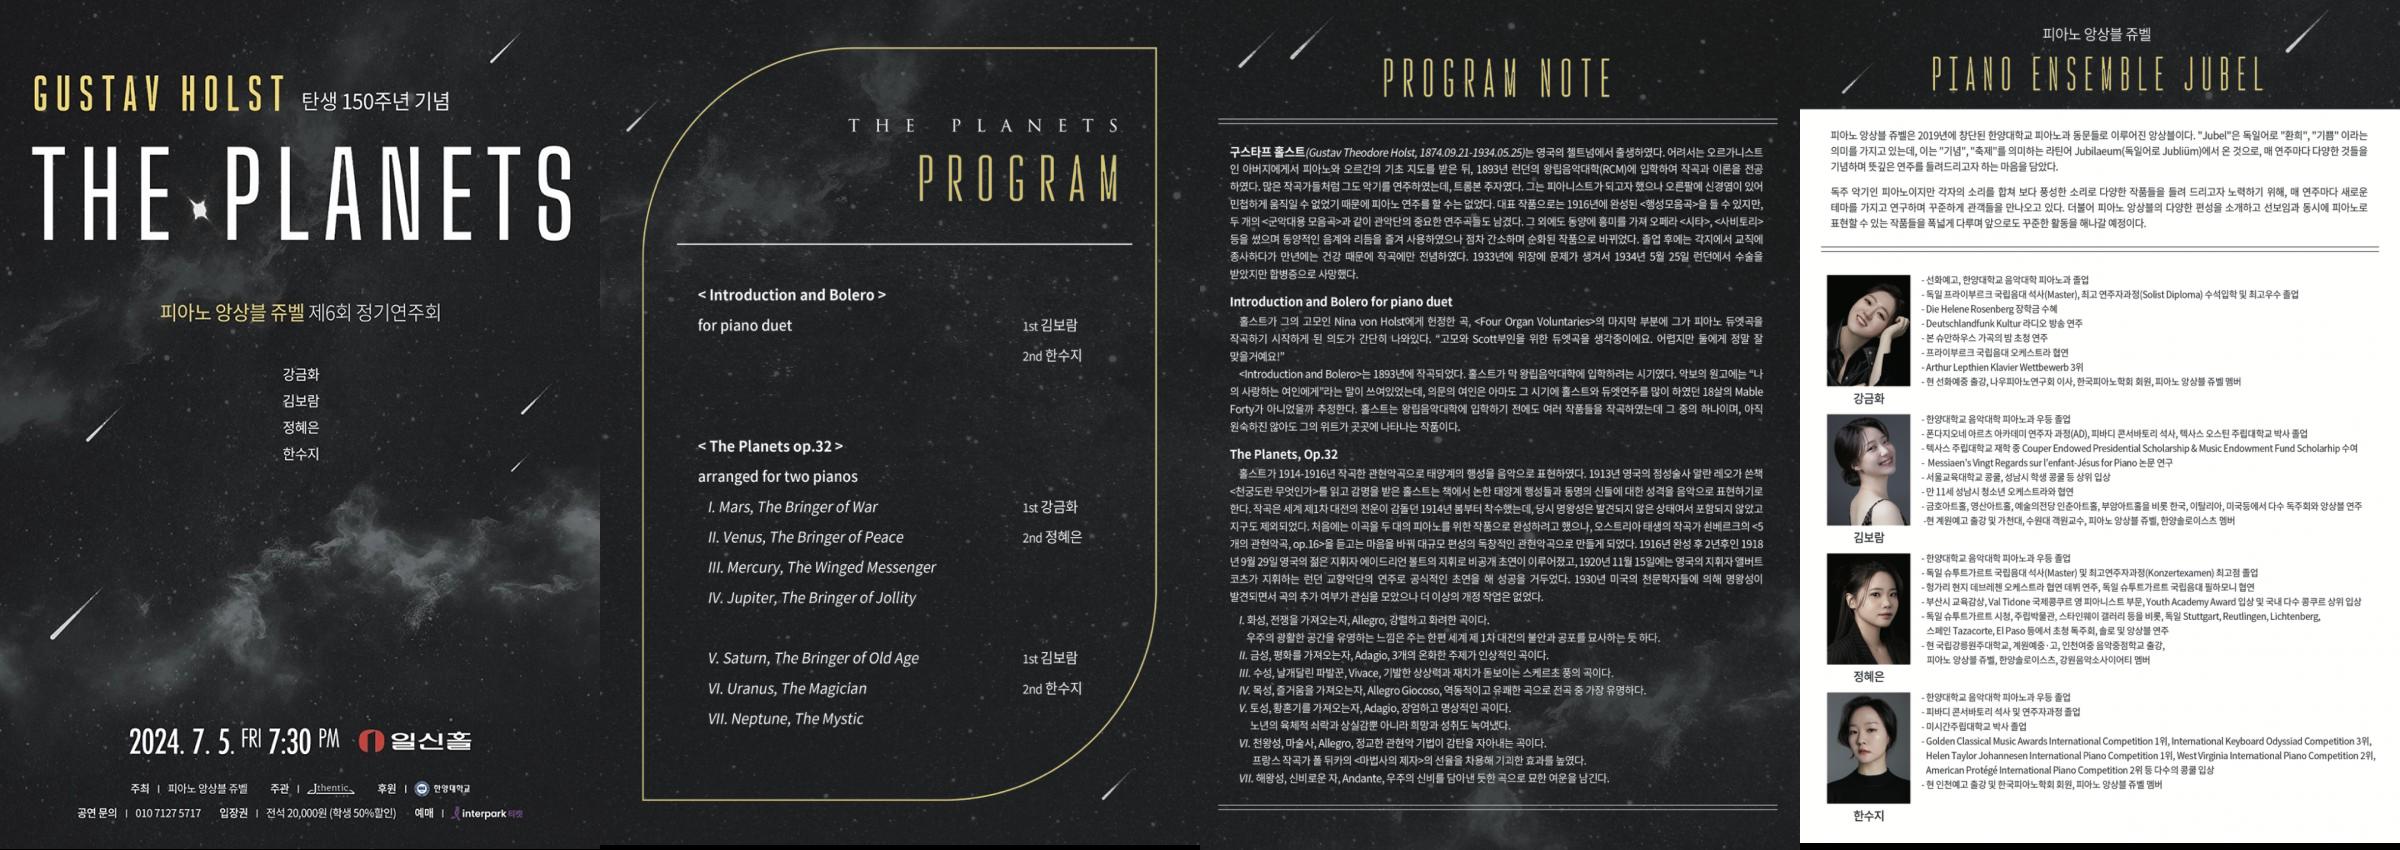 GUSTAV HOLST 탄생 150주년 기념
THE PLANETS
피아노 앙상블 쥬벨 제6회 정기연주회
강금화
김보람
정혜은
한수지
2024. 7. 5. FRI 7:30 PM 일신홀
주최 | 피아노 앙상블 쥬벨 주관 | Jthentic 후원 | 한양대학교
공연 문의 | 010 7127 5717 입장권 | 전석 20,000원 (학생 50%할인) 예매 | interpark 티켓
THE PLANETS
PROGRAM
< Introduction and Bolero >
for piano duet 1st 김보람
2nd 한수지
< The Planets op.32 >
arranged for two pianos
I. Mars, The Bringer of War 1st 강금화
II. Venus, The Bringer of Peace 2nd 정혜은
III. Mercury, The Winged Messenger
IV. Jupiter, The Bringer of Jollity
V. Saturn, The Bringer of Old Age 1st 김보람
VI. Uranus, The Magician 2nd 한수지
VII. Neptune, The Mystic
PROGRAM NOTE
구스타프 홀스트(Gustav Theodore Holst, 1874.09.21-1934.05.25)는 영국의 첼트넘에서 출생하였다. 어려서는 오르가니스트
인 아버지에게서 피아노와 오르간의 기초 지도를 받은 뒤, 1893년 런던의 왕립음악대학(RCM)에 입학하여 작곡과 이론을 전공
하였다. 많은 작곡가들처럼 그도 악기를 연주하였는데, 트롬본 주자였다. 그는 피아니스트가 되고자 했으나 오른팔에 신경염이 있어
민첩하게 움직일 수 없었기 때문에 피아노 연주를 할 수는 없었다. 대표 작품으로는 1916년에 완성된 <행성모음곡>을 들 수 있지만,
두 개의 <군악대용 모음곡>과 같이 관악단의 중요한 연주곡들도 남겼다. 그 외에도 동양에 흥미를 가져 오페라 <시타>, <사비트리>
등을 썼으며 동양적인 음계와 리듬을 즐겨 사용하였으나 점차 간소하며 순화된 작품으로 바뀌었다. 졸업 후에는 각지에서 교직에
종사하다가 만년에는 건강 때문에 작곡에만 전념하였다. 1933년에 위장에 문제가 생겨서 1934년 5월 25일 런던에서 수술을
받았지만 합병증으로 사망했다.
Introduction and Bolero for piano duet
홀스트가 그의 고모인 Nina von Holst에게 헌정한 곡, <Four Organ Voluntaries>의 마지막 부분에 그가 피아노 듀엣곡을
작곡하기 시작하게 된 의도가 간단히 나와있다. “고모와 Scott부인을 위한 듀엣곡을 생각중이에요. 어렵지만 둘에게 정말 잘
맞을거예요!”
<Introduction and Bolero>는 1893년에 작곡되었다. 홀스트가 막 왕립음악대학에 입학하려는 시기였다. 악보의 원고에는 “나
의 사랑하는 여인에게”라는 말이 쓰여있었는데, 의문의 여인은 아마도 그 시기에 홀스트와 듀엣연주를 많이 하였던 18살의 Mable
Forty가 아니었을까 추정한다. 홀스트는 왕립음악대학에 입학하기 전에도 여러 작품들을 작곡하였는데 그 중의 하나이며, 아직
원숙하진 않아도 그의 위트가 곳곳에 나타나는 작품이다.
The Planets, Op.32
홀스트가 1914-1916년 작곡한 관현악곡으로 태양계의 행성을 음악으로 표현하였다. 1913년 영국의 점성술사 알란 레오가 쓴책
<천궁도란 무엇인가>를 읽고 감명을 받은 홀스트는 책에서 논한 태양계 행성들과 동명의 신들에 대한 성격을 음악으로 표현하기로
한다. 작곡은 세계 제1차 대전의 전운이 감돌던 1914년 봄부터 착수했는데, 당시 명왕성은 발견되지 않은 상태여서 포함되지 않았고
지구도 제외되었다. 처음에는 이곡을 두 대의 피아노를 위한 작품으로 완성하려고 했으나, 오스트리아 태생의 작곡가 쇤베르크의 <5
개의 관현악곡, op.16>을 듣고는 마음을 바꿔 대규모 편성의 독창적인 관현악곡으로 만들게 되었다. 1916년 완성 후 2년후인 1918
년 9월 29일 영국의 젊은 지휘자 에이드리언 볼트의 지휘로 비공개 초연이 이루어졌고, 1920년 11월 15일에는 영국의 지휘자 앨버트
코츠가 지휘하는 런던 교향악단의 연주로 공식적인 초연을 해 성공을 거두었다. 1930년 미국의 천문학자들에 의해 명왕성이
발견되면서 곡의 추가 여부가 관심을 모았으나 더 이상의 개정 작업은 없었다.
I. 화성, 전쟁을 가져오는자, Allegro, 강렬하고 화려한 곡이다.
우주의 광활한 공간을 유영하는 느낌은 주는 한편 세계 제 1차 대전의 불안과 공포를 묘사하는 듯 하다.
II. 금성, 평화를 가져오는자, Adagio, 3개의 온화한 주제가 인상적인 곡이다.
III. 수성, 날개달린 파발꾼, Vivace, 기발한 상상력과 재치가 돋보이는 스케르초 풍의 곡이다.
IV. 목성, 즐거움을 가져오는자, Allegro Giocoso, 역동적이고 유쾌한 곡으로 전곡 중 가장 유명하다.
V. 토성, 황혼기를 가져오는자, Adagio, 장엄하고 명상적인 곡이다.
노년의 육체적 쇠락과 상실감뿐 아니라 희망과 성취도 녹여냈다.
VI. 천왕성, 마술사, Allegro, 정교한 관현악 기법이 감탄을 자아내는 곡이다.
프랑스 작곡가 폴 뒤카의 <마법사의 제자>의 선율을 차용해 기괴한 효과를 높였다.
VII. 해왕성, 신비로운 자, Andante, 우주의 신비를 담아낸 듯한 곡으로 묘한 여운을 남긴다.
피아노 앙상블 쥬벨
PIANO ENSEMBLE JUBEL
피아노 앙상블 쥬벨은 2019년에 창단된 한양대학교 피아노과 동문들로 이루어진 앙상블이다. "Jubel"은 독일어로 "환희", "기쁨" 이라는
의미를 가지고 있는데, 이는 "기념", "축제"를 의미하는 라틴어 Jubilaeum(독일어로 Jubliüm)에서 온 것으로, 매 연주마다 다양한 것들을
기념하며 뜻깊은 연주를 들려드리고자 하는 마음을 담았다.
독주 악기인 피아노이지만 각자의 소리를 합쳐 보다 풍성한 소리로 다양한 작품들을 들려 드리고자 노력하기 위해, 매 연주마다 새로운
테마를 가지고 연구하며 꾸준하게 관객들을 만나오고 있다. 더불어 피아노 앙상블의 다양한 편성을 소개하고 선보임과 동시에 피아노로
표현할 수 있는 작품들을 폭넓게 다루며 앞으로도 꾸준한 활동을 해나갈 예정이다.
- 선화예고, 한양대학교 음악대학 피아노과 졸업
- 독일 프라이부르크 국립음대 석사(Master), 최고 연주자과정(Solist Diploma) 수석입학 및 최고우수 졸업
- Die Helene Rosenberg 장학금 수혜
- Deutschlandfunk Kultur 라디오 방송 연주
- 본 슈만하우스 가곡의 밤 초청 연주
- 프라이부르크 국립음대 오케스트라 협연
- Arthur Lepthien Klavier Wettbewerb 3위
- 현 선화예중 출강, 나우피아노연구회 이사, 한국피아노학회 회원, 피아노 앙상블 쥬벨 멤버
강금화
- 한양대학교 음악대학 피아노과 우등 졸업
- 폰다지오네 아르츠 아카데미 연주자 과정(AD), 피바디 콘서바토리 석사, 텍사스 오스틴 주립대학교 박사 졸업
- 텍사스 주립대학교 재학 중 Couper Endowed Presidential Scholarship & Music Endowment Fund Scholarhip 수여
- Messiaen's Vingt Regards sur l'enfant-Jésus for Piano 논문 연구
- 서울교육대학교 콩쿨, 성남시 학생 콩쿨 등 상위 입상
- 만 11세 성남시 청소년 오케스트라와 협연
- 금호아트홀, 영산아트홀, 예술의전당 인춘아트홀, 부암아트홀을 비롯 한국, 이탈리아, 미국등에서 다수 독주회와 앙상블 연주
-현 계원예고 출강 및 가천대, 수원대 객원교수, 피아노 앙상블 쥬벨, 한양솔로이스츠 멤버
김보람
- 한양대학교 음악대학 피아노과 우등 졸업
- 독일 슈투트가르트 국립음대 석사(Master) 및 최고연주자과정(Konzertexamen) 최고점 졸업
- 헝가리 현지 데브레첸 오케스트라 협연 데뷔 연주, 독일 슈투트가르트 국립음대 필하모니 협연
- 부산시 교육감상, Val Tidone 국제콩쿠르 영 피아니스트 부문, Youth Academy Award 입상 및 국내 다수 콩쿠르 상위 입상
- 독일 슈투트가르트 시청, 주립박물관, 스타인웨이 갤러리 등을 비롯, 독일 Stuttgart, Reutlingen, Lichtenberg,
스페인 Tazacorte, El Paso 등에서 초청 독주회, 솔로 및 앙상블 연주
- 현 국립강릉원주대학교, 계원예중·고, 인천여중 음악중점학교 출강,
피아노 앙상블 쥬벨, 한양솔로이스츠, 강원음악소사이어티 멤버
정혜은
- 한양대학교 음악대학 피아노과 우등 졸업
- 피바디 콘서바토리 석사 및 연주자과정 졸업
- 미시간주립대학교 박사 졸업
- Golden Classical Music Awards International Competition 1위, International Keyboard Odyssiad Competition 3위,
Helen Taylor Johannesen International Piano Competition 1위, West Virginia International Piano Competition 2위,
American Protégé International Piano Competition 2위 등 다수의 콩쿨 입상
- 현 인천예고 출강 및 한국피아노학회 회원, 피아노 앙상블 쥬벨 멤버
한수지